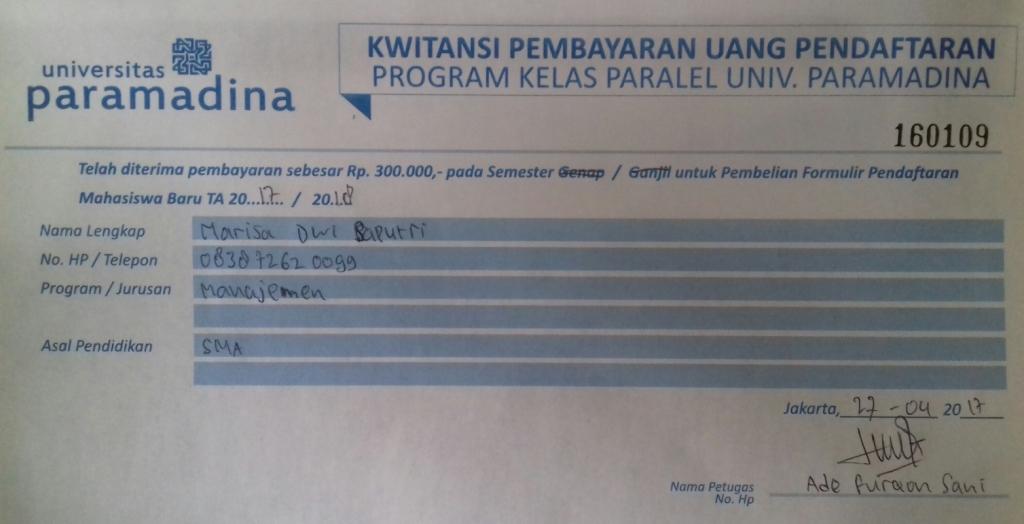 universitas
paramadina
KWITANSI PEMBAYARAN UANG PENDAFTARAN
PROGRAM KELAS PARALEL UNIV. PARAMADINA
160109
Telah diterima pembayaran sebesar Rp. 300.000,- pada Semester Genap / Ganjil untuk Pembelian Formulir Pendaftaran
Mahasiswa Baru TA 20...17... / 20.18
Nama Lengkap Marisa Dwi Saputri
No. HP / Telepon 083872620099
Program / Jurusan Manajemen
Asal Pendidikan SMA
Jakarta, 27 - 04 2017
Nama Petugas Ade Sani
No. Hp